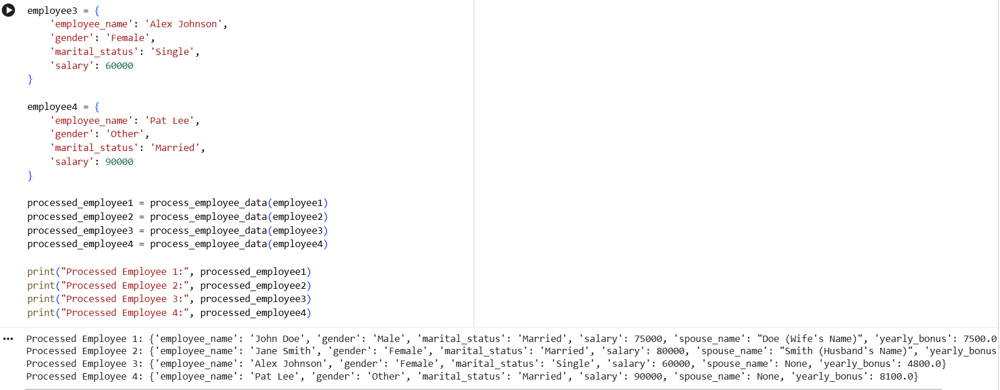 employee3 = {
    'employee_name': 'Alex Johnson',
    'gender': 'Female',
    'marital_status': 'Single',
    'salary': 60000
}
employee4 = {
    'employee_name': 'Pat Lee',
    'gender': 'Other',
    'marital_status': 'Married',
    'salary': 90000
}
processed_employee1 = process_employee_data(employee1)
processed_employee2 = process_employee_data(employee2)
processed_employee3 = process_employee_data(employee3)
processed_employee4 = process_employee_data(employee4)
print("Processed Employee 1:", processed_employee1)
print("Processed Employee 2:", processed_employee2)
print("Processed Employee 3:", processed_employee3)
print("Processed Employee 4:", processed_employee4)
Processed Employee 1: {'employee_name': 'John Doe', 'gender': 'Male', 'marital_status': 'Married', 'salary': 75000, 'spouse_name': "Doe (Wife's Name)", 'yearly_bonus': 7500.0
Processed Employee 2: {'employee_name': 'Jane Smith', 'gender': 'Female', 'marital_status': 'Married', 'salary': 80000, 'spouse_name': "Smith (Husband's Name)", 'yearly_bonus
Processed Employee 3: {'employee_name': 'Alex Johnson', 'gender': 'Female', 'marital_status': 'Single', 'salary': 60000, 'spouse_name': None, 'yearly_bonus': 4800.0}
Processed Employee 4: {'employee_name': 'Pat Lee', 'gender': 'Other', 'marital_status': 'Married', 'salary': 90000, 'spouse_name': None, 'yearly_bonus': 8100.0}